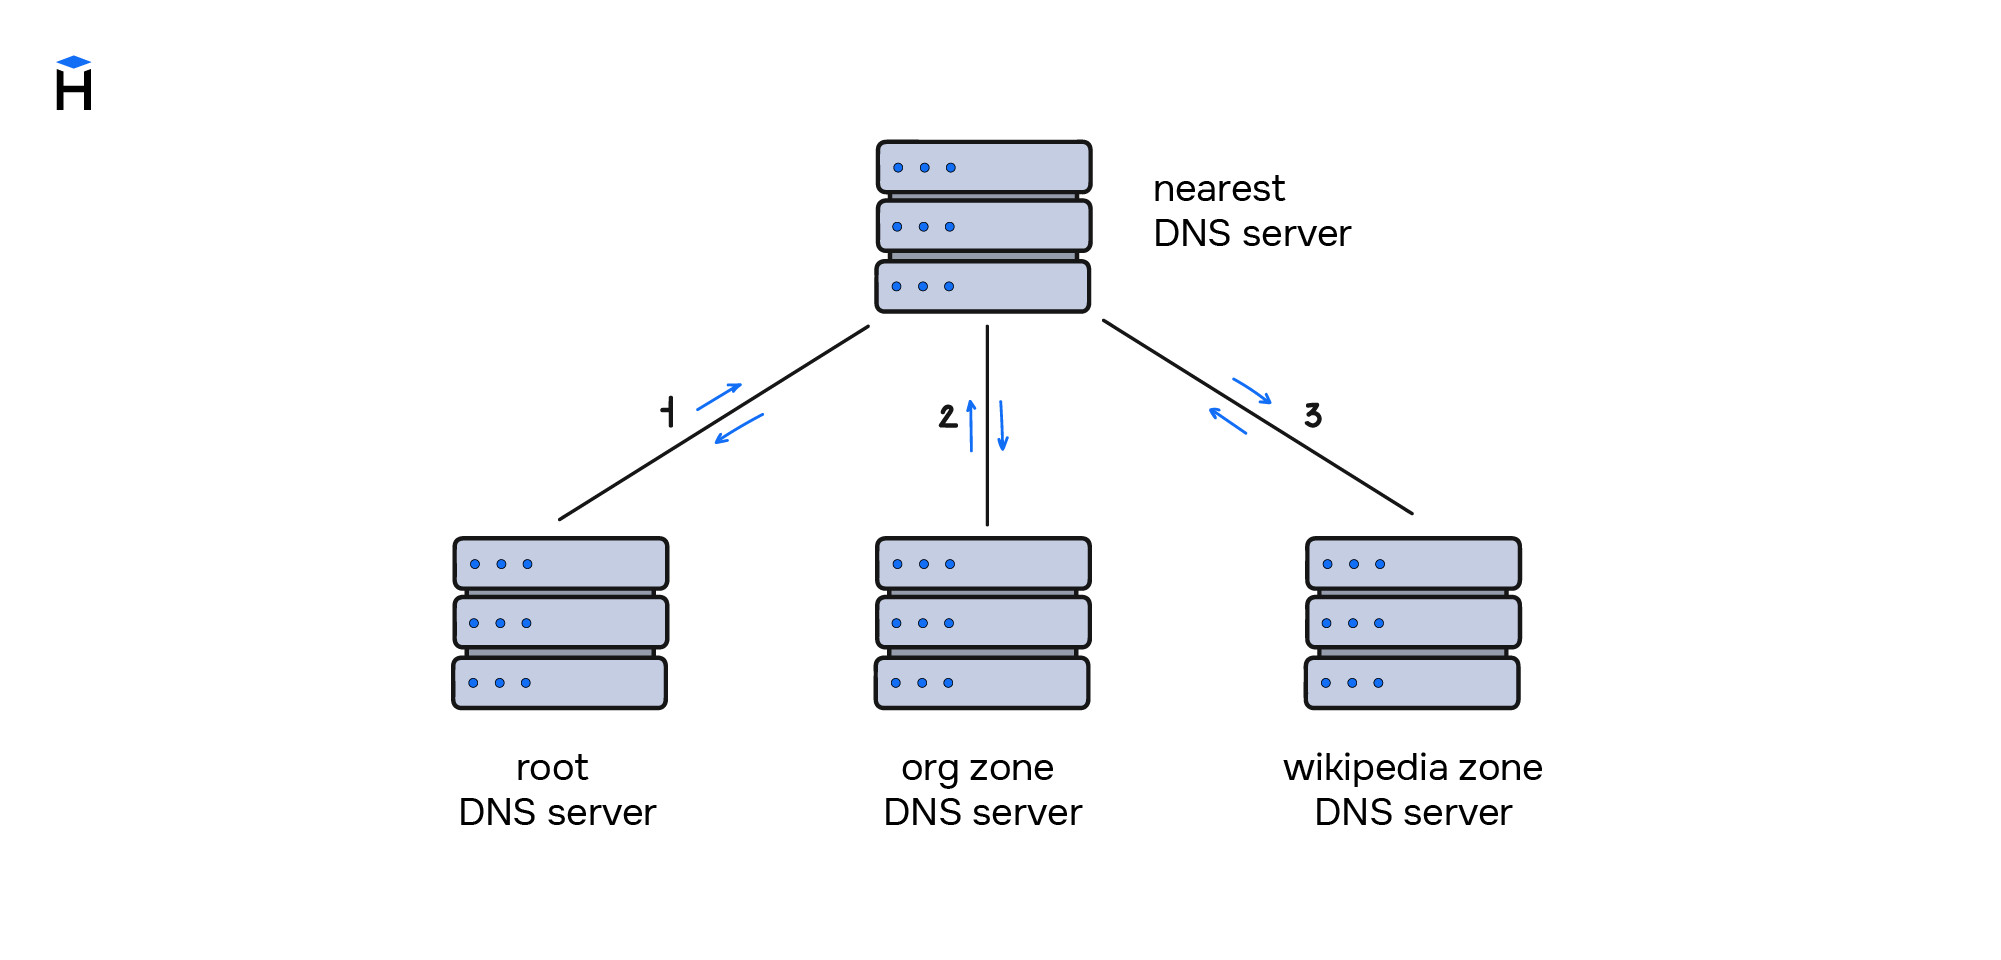 H
nearest
DNS server
1
2
3
root
DNS server
org zone
DNS server
wikipedia zone
DNS server